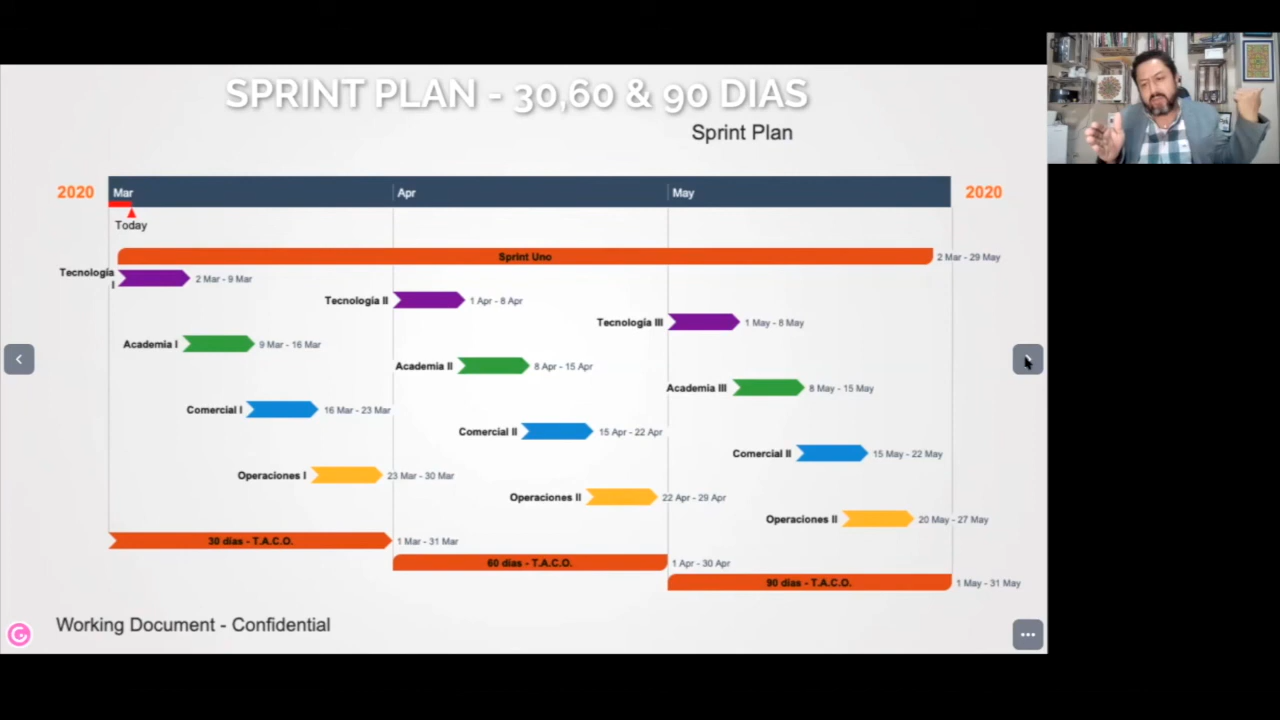 SPRINT PLAN - 30,60 & 90 DIAS
Sprint Plan
2020
Mar
Apr
May
2020
Today
Sprint Uno
2 Mar - 29 May
Tecnología
I
2 Mar - 9 Mar
Tecnología II
1 Apr - 8 Apr
Tecnología III
1 May - 8 May
Academia I
9 Mar - 16 Mar
Academia II
8 Apr - 15 Apr
Academia III
8 May - 15 May
Comercial I
16 Mar - 23 Mar
Comercial II
15 Apr - 22 Apr
Comercial II
15 May - 22 May
Operaciones I
23 Mar - 30 Mar
Operaciones II
22 Apr - 29 Apr
Operaciones II
20 May - 27 May
30 días - T.A.C.O.
1 Mar - 31 Mar
60 días - T.A.C.O.
1 Apr - 30 Apr
90 días - T.A.C.O.
1 May - 31 May
Working Document - Confidential